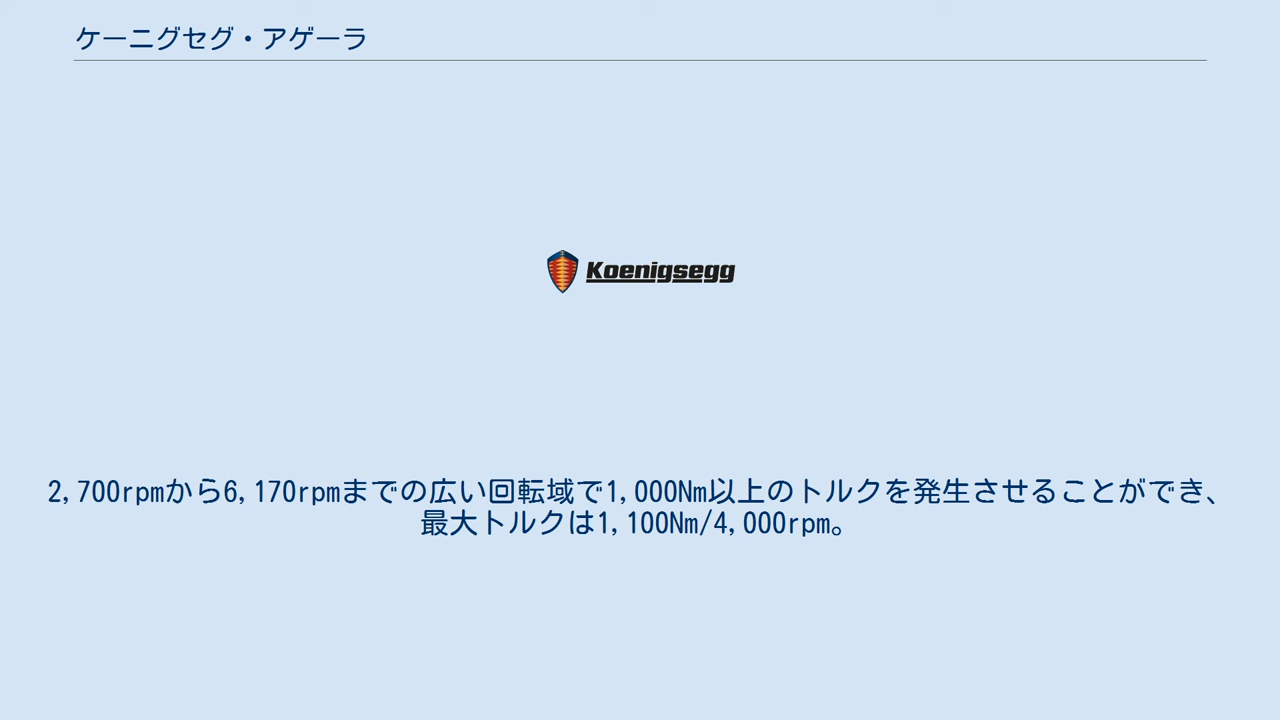 ケーニグセグ・アゲーラ
Koenigsegg
2,700rpmから6,170rpmまでの広い回転域で1,000Nm以上のトルクを発生させることができ、
最大トルクは1,100Nm/4,000rpm。